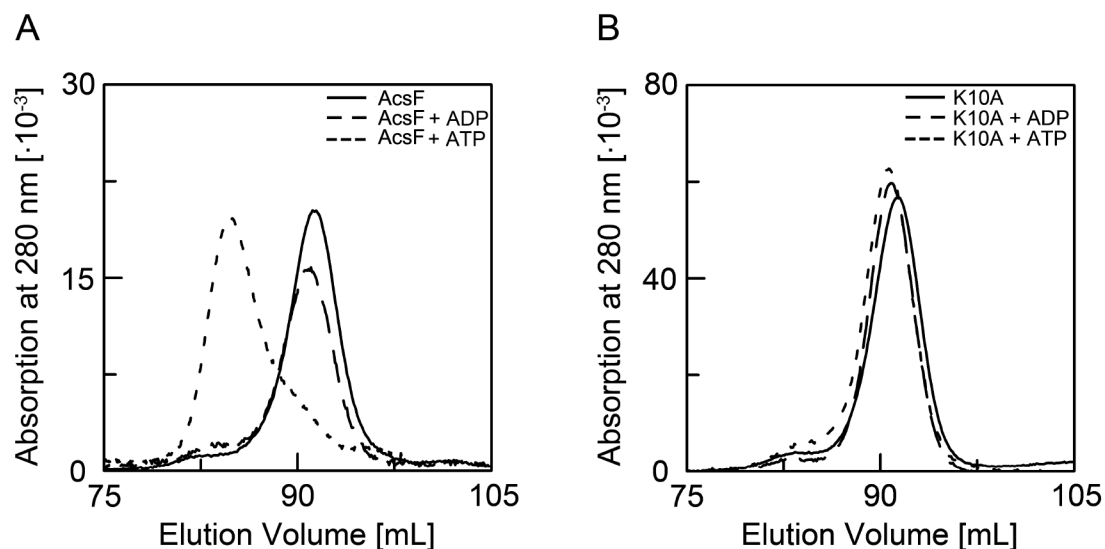 A
Absorption at 280 nm [·10⁻³]
30
15
0
AcsF
AcsF + ADP
AcsF + ATP
75
90
105
Elution Volume [mL]
B
Absorption at 280 nm [·10⁻³]
80
40
0
K10A
K10A + ADP
K10A + ATP
75
90
105
Elution Volume [mL]